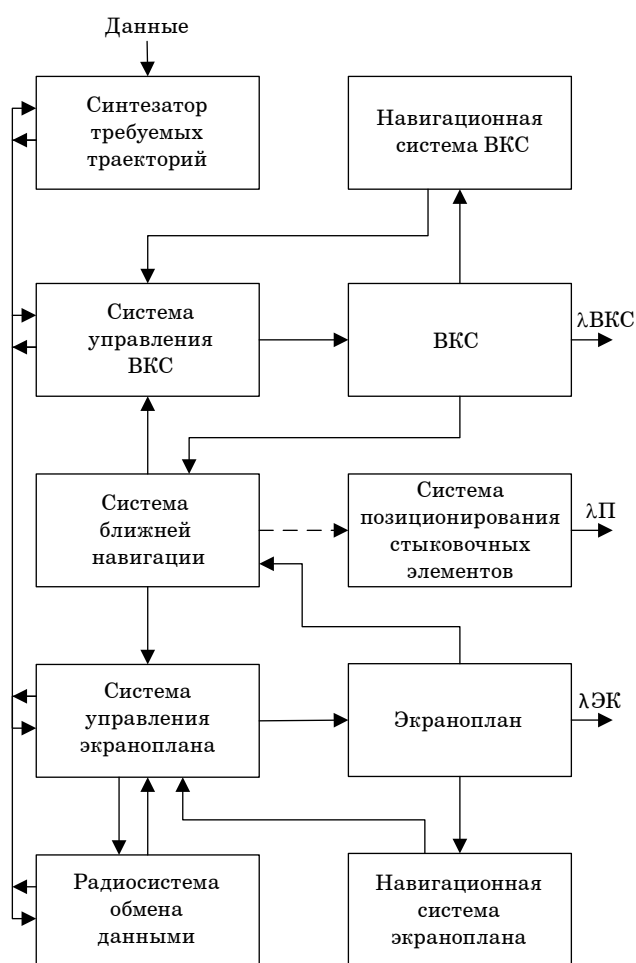 Данные
Синтезатор
требуемых
траекторий
Навигационная
система ВКС
Система
управления
ВКС
ВКС
λВКС
Система
ближней
навигации
Система
позиционирования
стыковочных
элементов
λП
Система
управления
экраноплана
Экраноплан
λЭК
Радиосистема
обмена
данными
Навигационная
система
экраноплана